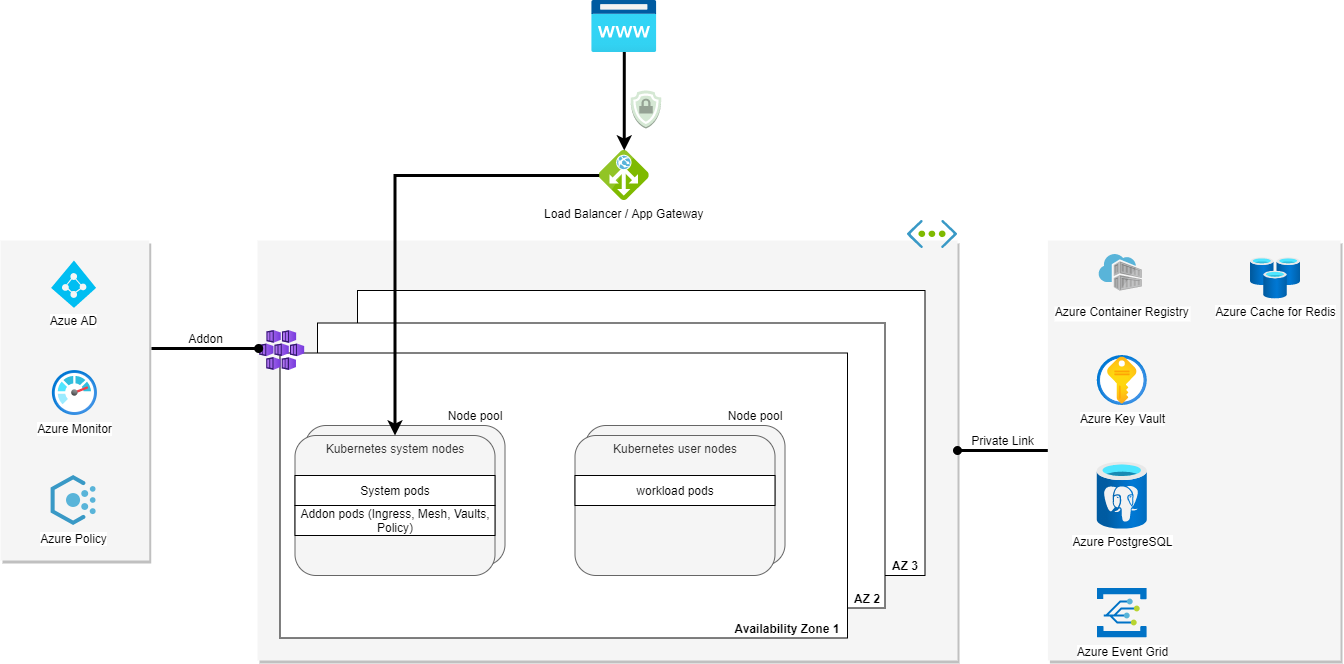 WWW
Load Balancer / App Gateway
Azue AD
Azure Monitor
Azure Policy
Addon
Node pool
Kubernetes system nodes
System pods
Addon pods (Ingress, Mesh, Vaults,
Policy)
Node pool
Kubernetes user nodes
workload pods
AZ 3
AZ 2
Availability Zone 1
Private Link
Azure Container Registry
Azure Cache for Redis
Azure Key Vault
Azure PostgreSQL
Azure Event Grid